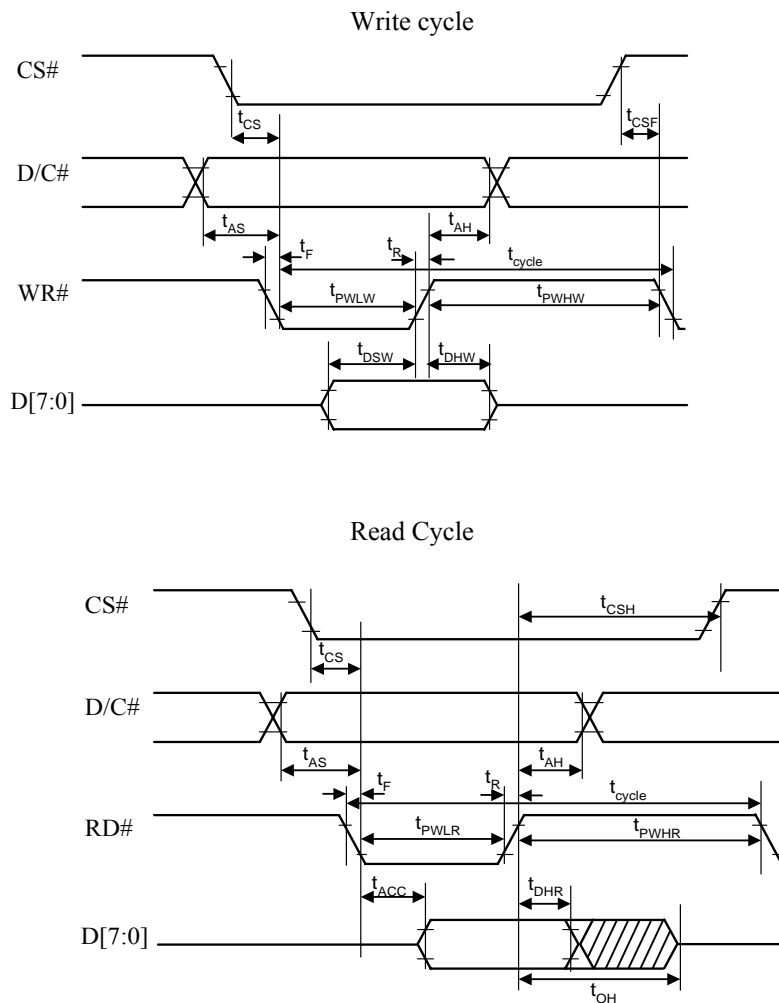 Write cycle
CS#
tCS
tCSF
D/C#
tAS
tF
tR
tAH
tcycle
WR#
tPWLW
tPWHW
tDSW
tDHW
D[7:0]
Read Cycle
CS#
tCSH
tCS
D/C#
tAS
tF
tR
tAH
tcycle
RD#
tPWLR
tPWHR
tACC
tDHR
D[7:0]
tOH